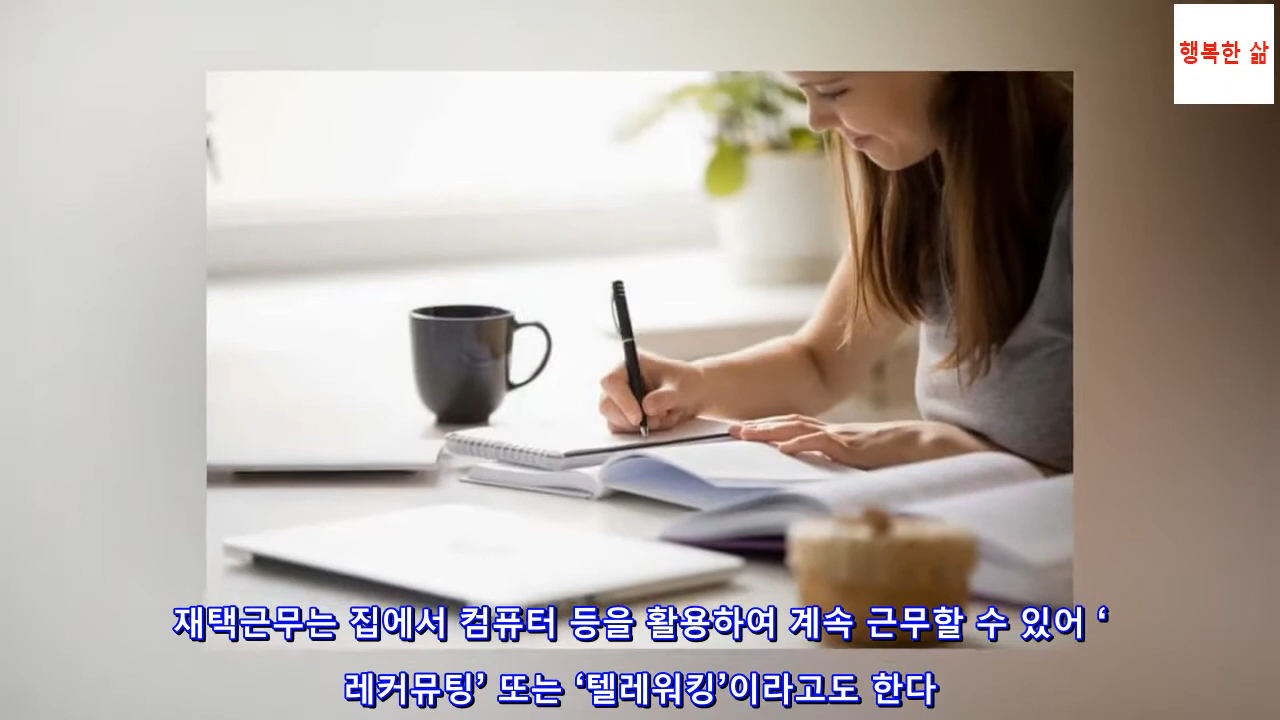 행복한 삶
재택근무는 집에서 컴퓨터 등을 활용하여 계속 근무할 수 있어 ‘
레커뮤팅’ 또는 ‘텔레워킹’이라고도 한다